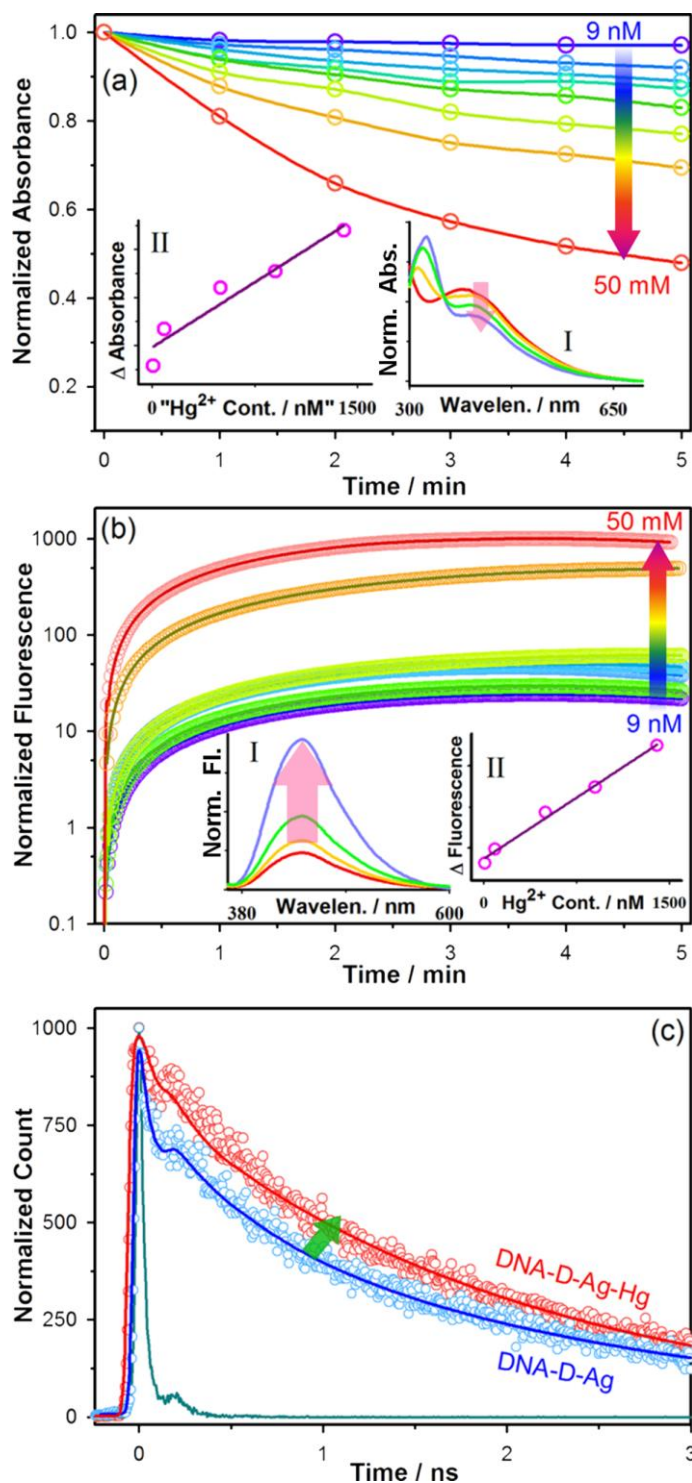 (a)
Normalized Absorbance
1.0
0.8
0.6
0.4
0.2
9 nM
50 mM
II
Δ Absorbance
0 "Hg²⁺ Cont. / nM" 1500
I
Norm. Abs.
300 Wavelen. / nm 650
0 1 2 3 4 5
Time / min
(b)
Normalized Fluorescence
1000
100
10
1
0.1
50 mM
9 nM
I
Norm. Fl.
380 Wavelen. / nm 600
II
Δ Fluorescence
0 Hg²⁺ Cont. / nM 1500
0 1 2 3 4 5
Time / min
(c)
Normalized Count
1000
750
500
250
0
DNA-D-Ag-Hg
DNA-D-Ag
0 1 2 3
Time / ns